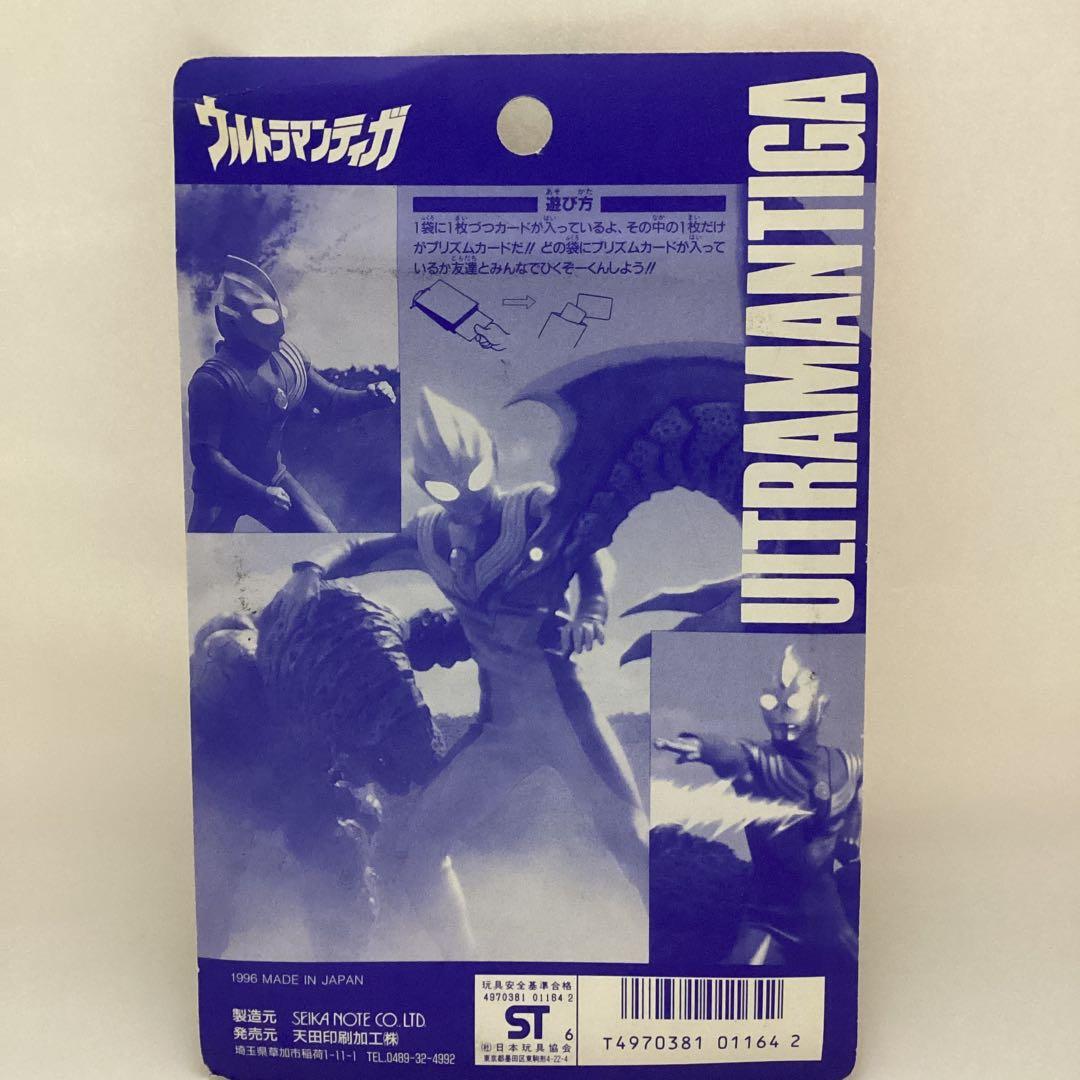 ウルトラマンティガ
ULTRAMANTIGA
遊び方
1袋に1枚づつカードが入っているよ、その中の1枚だけ
がプリズムカードだ!! どの袋にプリズムカードが入って
いるか友達とみんなでひくぞーくんしよう!!
1996 MADE IN JAPAN
製造元 SEIKA NOTE CO. LTD.
発売元 天田印刷加工㈱
埼玉県草加市稲荷1-11-1 TEL.0489-32-4992
玩具安全基準合格
4970381 01164 2
ST 6
㈳日本玩具協会
東京都墨田区東駒形4-22-4
T4970381 01164 2